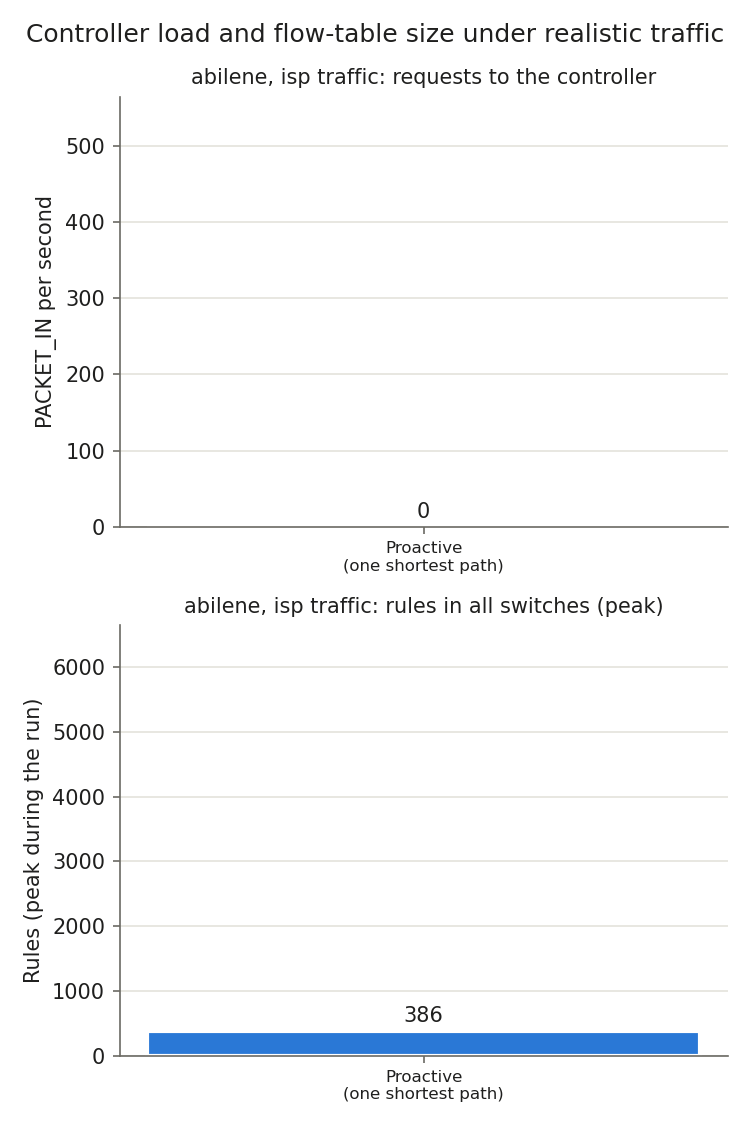 Controller load and flow-table size under realistic traffic
abilene, isp traffic: requests to the controller
PACKET_IN per second
500
400
300
200
100
0
0
Proactive
(one shortest path)
abilene, isp traffic: rules in all switches (peak)
Rules (peak during the run)
6000
5000
4000
3000
2000
1000
0
386
Proactive
(one shortest path)